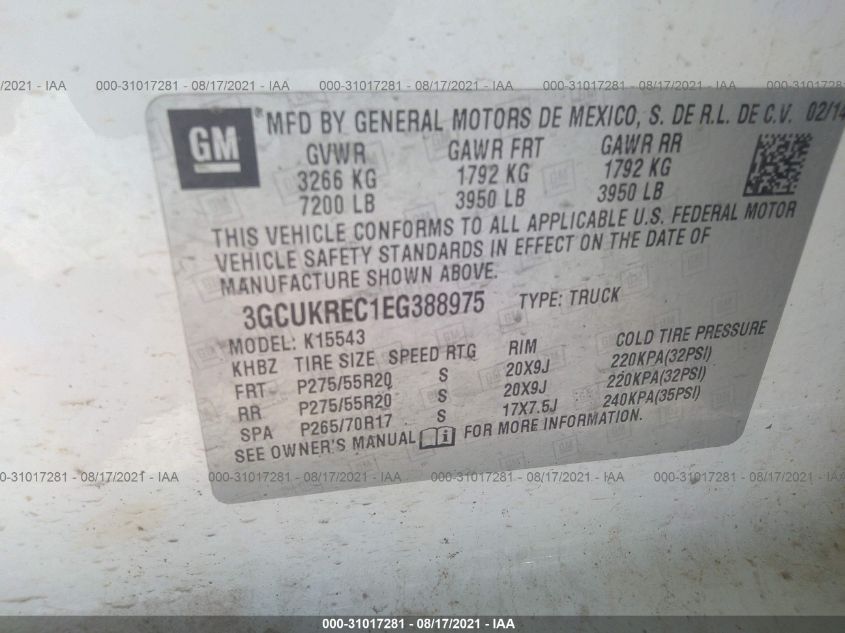 /2021 - IAA 000-31017281 - 08/17/2021 - IAA 000-31017281 - 08/17/2021 - IAA 000-31017281 - 08/17/2021
GM
® MFD BY GENERAL MOTORS DE MEXICO, S. DE R.L. DE C.V. 02/14
GVWR GAWR FRT GAWR RR
3266 KG 1792 KG 1792 KG
7200 LB 3950 LB 3950 LB
THIS VEHICLE CONFORMS TO ALL APPLICABLE U.S. FEDERAL MOTOR
VEHICLE SAFETY STANDARDS IN EFFECT ON THE DATE OF
MANUFACTURE SHOWN ABOVE.
3GCUKREC1EG388975 TYPE: TRUCK
MODEL: K15543
KHBZ TIRE SIZE SPEED RTG RIM COLD TIRE PRESSURE
FRT P275/55R20 S 20X9J 220KPA(32PSI)
RR P275/55R20 S 20X9J 220KPA(32PSI)
SPA P265/70R17 S 17X7.5J 240KPA(35PSI)
SEE OWNER'S MANUAL FOR MORE INFORMATION.
/2021 - IAA 000-31017281 - 08/17/2021 - IAA 000-31017281 - 08/17/2021 - IAA 000-31017281 - 08/17/2021
000-31017281 - 08/17/2021 - IAA